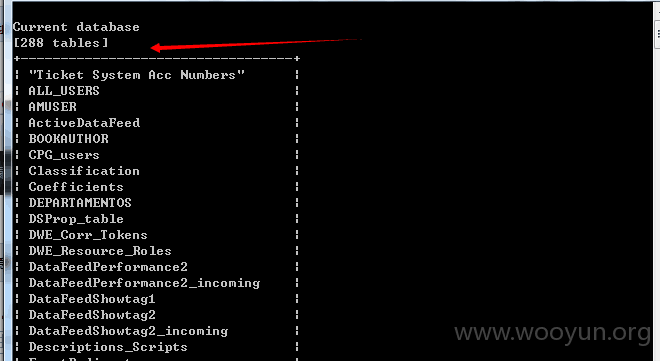 Current database
[288 tables]
+-----------------------------------+
¦ "Ticket System Acc Numbers" ¦
¦ ALL_USERS ¦
¦ AMUSER ¦
¦ ActiveDataFeed ¦
¦ BOOKAUTHOR ¦
¦ CPG_users ¦
¦ Classification ¦
¦ Coefficients ¦
¦ DEPARTAMENTOS ¦
¦ DSProp_table ¦
¦ DWE_Corr_Tokens ¦
¦ DWE_Resource_Roles ¦
¦ DataFeedPerformance2 ¦
¦ DataFeedPerformance2_incoming ¦
¦ DataFeedShowtag1 ¦
¦ DataFeedShowtag2 ¦
¦ DataFeedShowtag2_incoming ¦
¦ Descriptions_Scripts ¦
www.wooyun.org